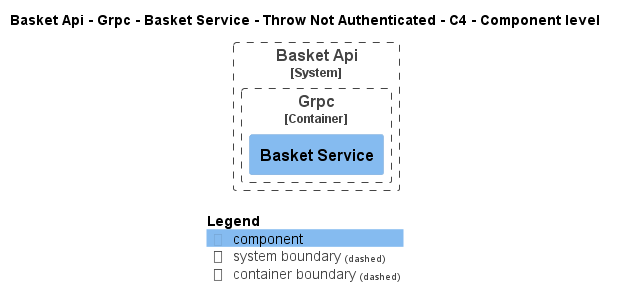 Basket Api - Grpc - Basket Service - Throw Not Authenticated - C4 - Component level
Basket Api
[System]
Grpc
[Container]
Basket Service
Legend
component
system boundary (dashed)
container boundary (dashed)